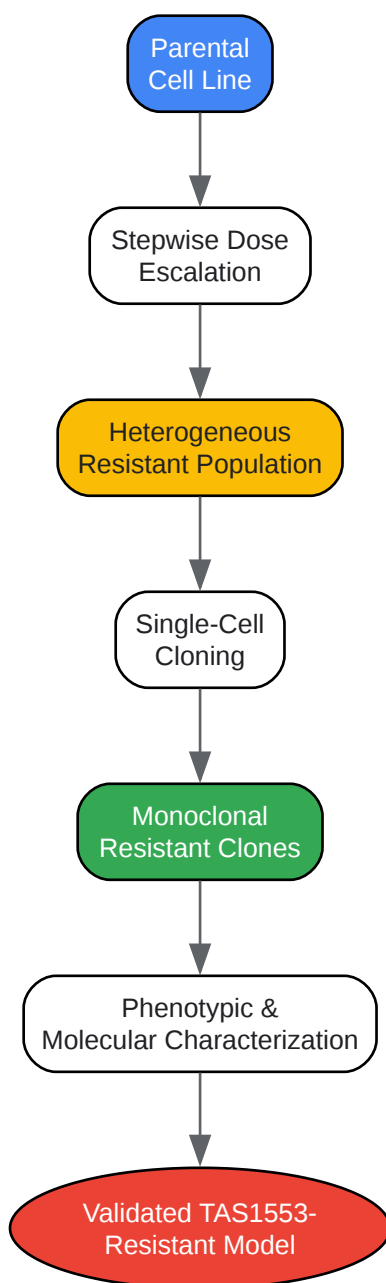 Parental
Cell Line
Stepwise Dose
Escalation
Heterogeneous
Resistant Population
Single-Cell
Cloning
Monoclonal
Resistant Clones
Phenotypic &
Molecular Characterization
Validated TAS1553-
Resistant Model